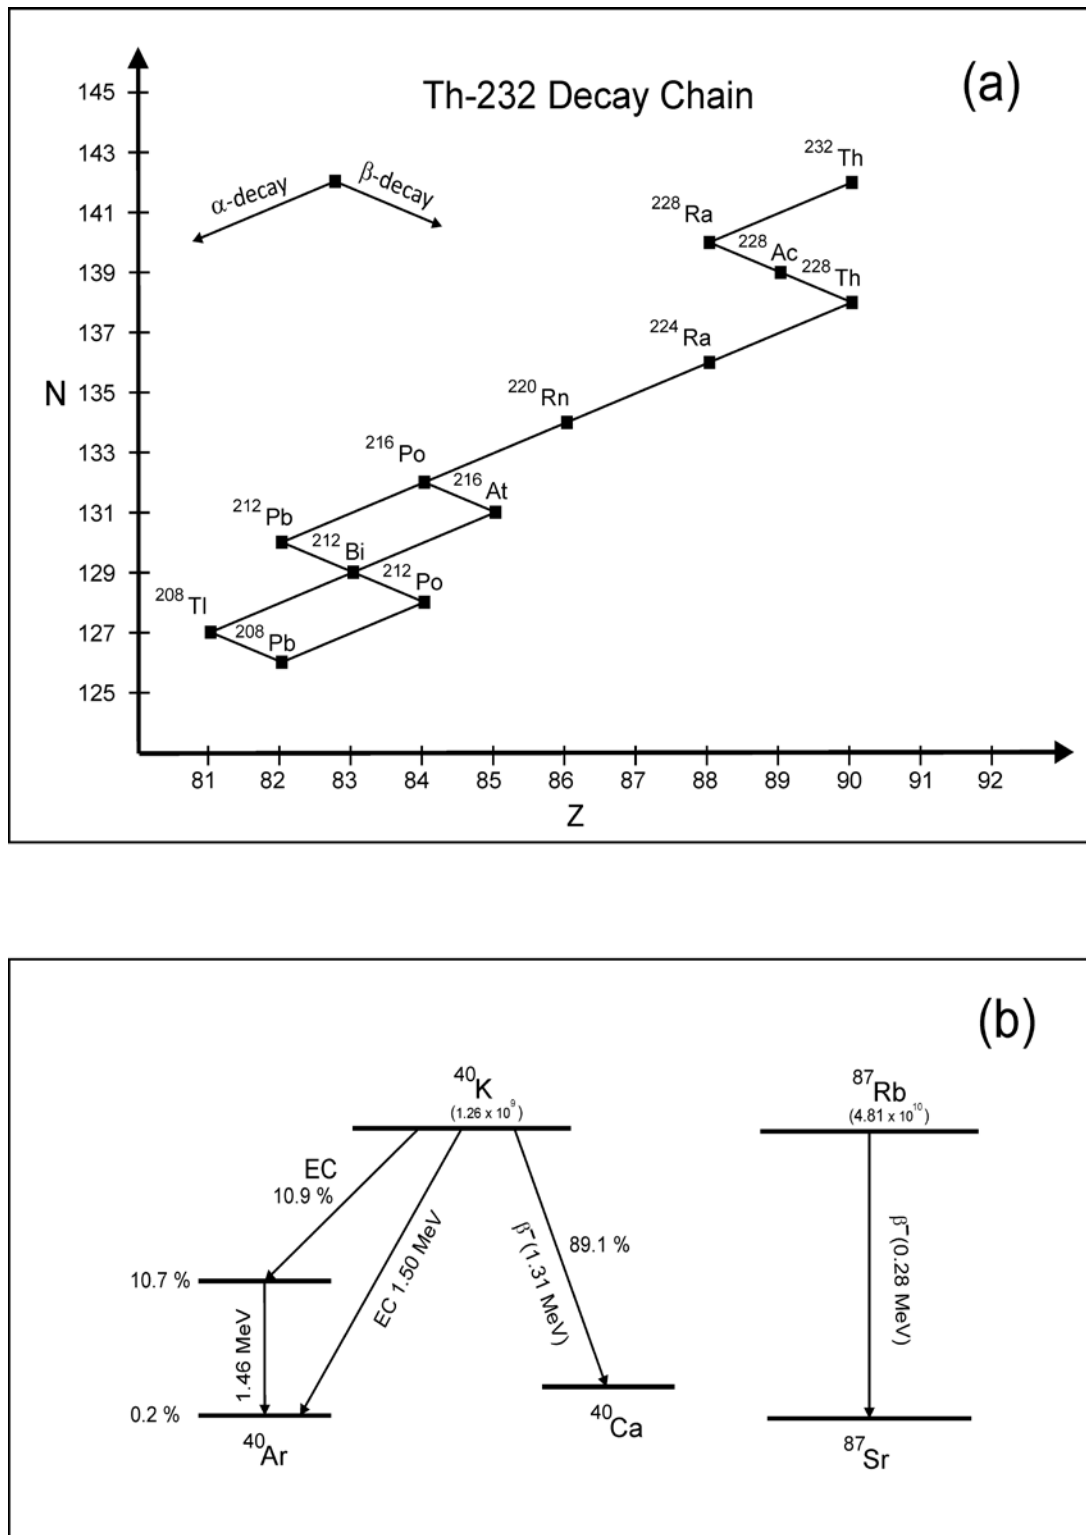 (a)
Th-232 Decay Chain
145
143
141
139
137
135
133
131
129
127
125
N
α-decay
β-decay
232Th
228Ra
228Ac
228Th
224Ra
220Rn
216Po
216At
212Pb
212Bi
212Po
208Tl
208Pb
81 82 83 84 85 86 87 88 89 90 91 92
Z
(b)
40K
(1.26 x 10⁹)
87Rb
(4.81 x 10¹⁰)
EC
10.9 %
EC 1.50 MeV
β⁻(1.31 MeV)
89.1 %
β⁻(0.28 MeV)
10.7 %
1.46 MeV
0.2 %
40Ar
40Ca
87Sr